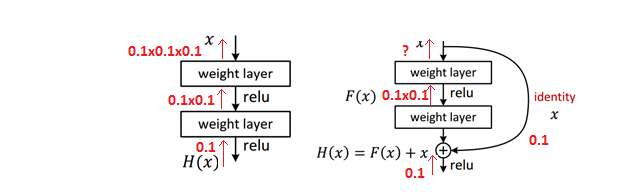 x
0.1x0.1x0.1
weight layer
0.1x0.1
relu
weight layer
0.1
relu
H(x)
x
?
weight layer
F(x)
0.1x0.1
relu
weight layer
identity
x
0.1
H(x) = F(x) + x
+
0.1
relu